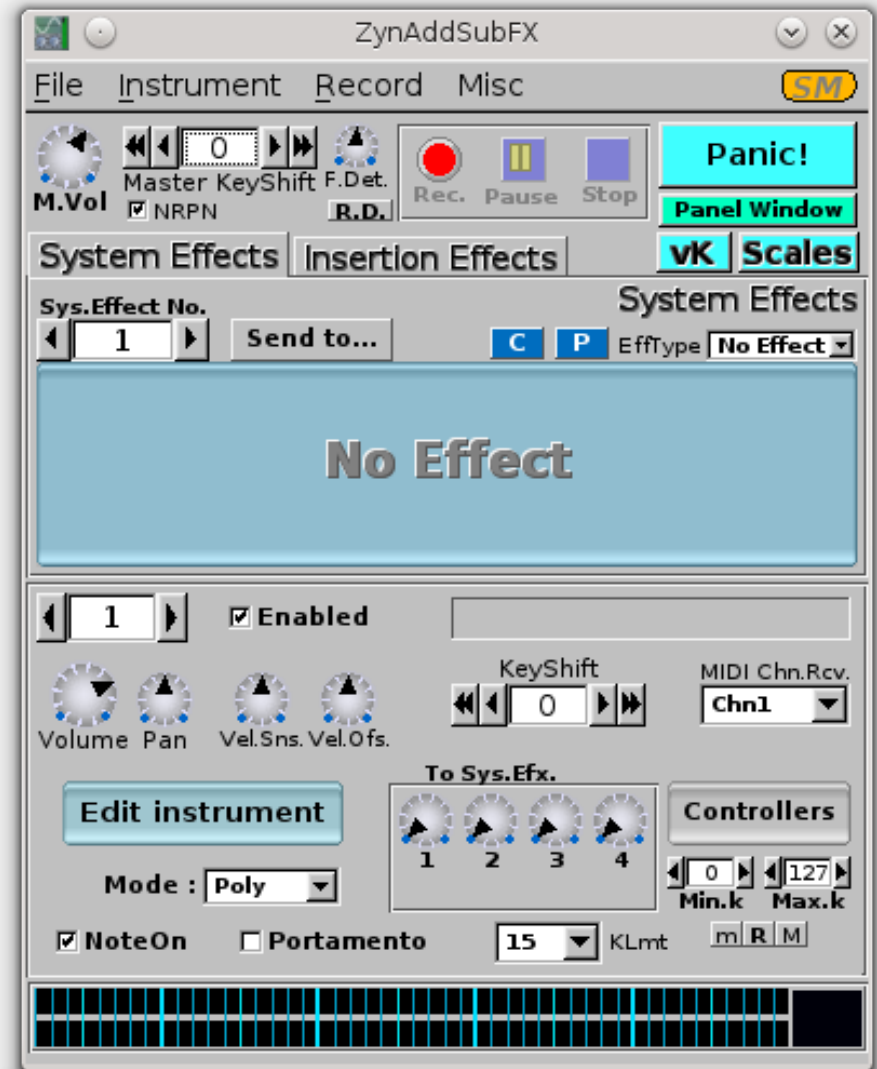 ZynAddSubFX
File Instrument Record Misc SM
0
Master KeyShift F.Det.
M.Vol NRPN R.D.
Rec. Pause Stop
Panic!
Panel Window
System Effects Insertion Effects vK Scales
System Effects
Sys.Effect No.
1 Send to... C P EffType No Effect
No Effect
1 Enabled
KeyShift MIDI Chn.Rcv.
0 Chn1
Volume Pan Vel.Sns. Vel.Ofs.
To Sys.Efx.
Edit instrument Controllers
1 2 3 4
0 127
Mode : Poly Min.k Max.k
NoteOn Portamento 15 KLmt m R M